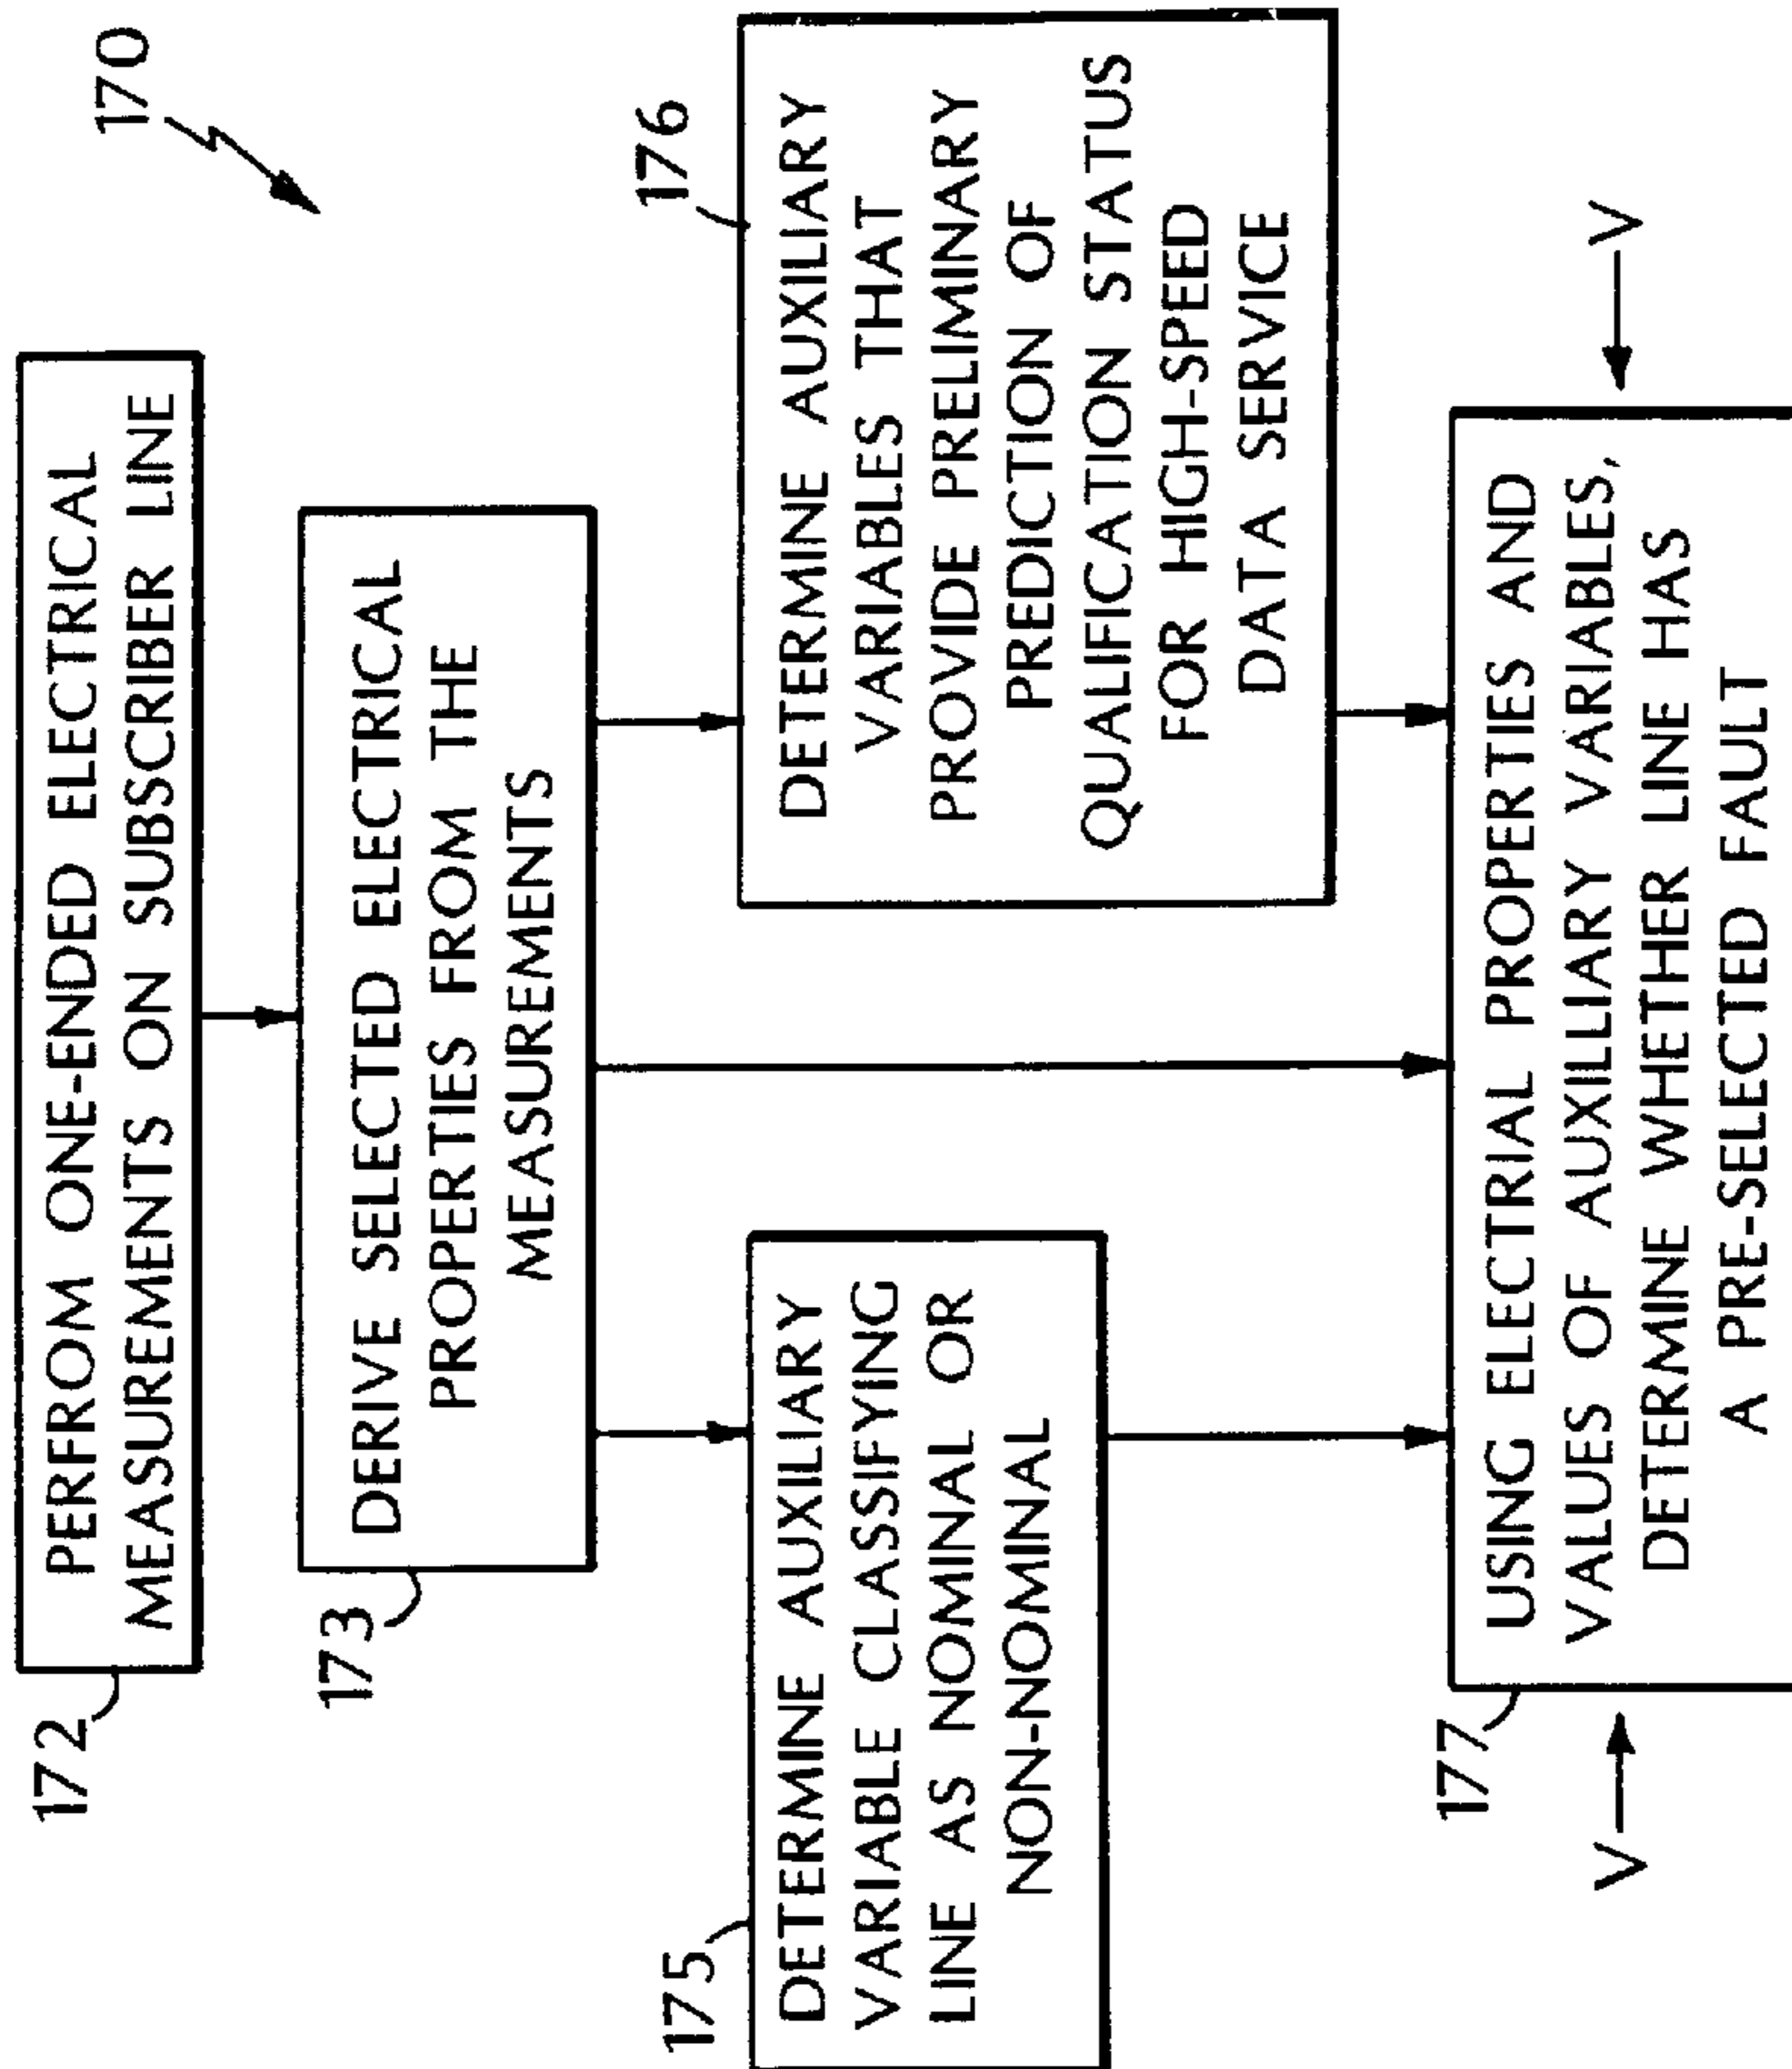 170
172
PERFROM ONE-ENDED ELECTRICAL
MEASUREMENTS ON SUBSCRIBER LINE
173
DERIVE SELECTED ELECTRICAL
PROPERTIES FROM THE
MEASUREMENTS
175
DETERMINE AUXILIARY
VARIABLE CLASSIFYING
LINE AS NOMINAL OR
NON-NOMINAL
176
DETERMINE AUXILIARY
VARIABLES THAT
PROVIDE PRELIMINARY
PREDICTION OF
QUALIFICATION STATUS
FOR HIGH-SPEED
DATA SERVICE
177
USING ELECTRIAL PROPERTIES AND
VALUES OF AUXILLIARY VARIABLES,
DETERMINE WHETHER LINE HAS
A PRE-SELECTED FAULT
V
V